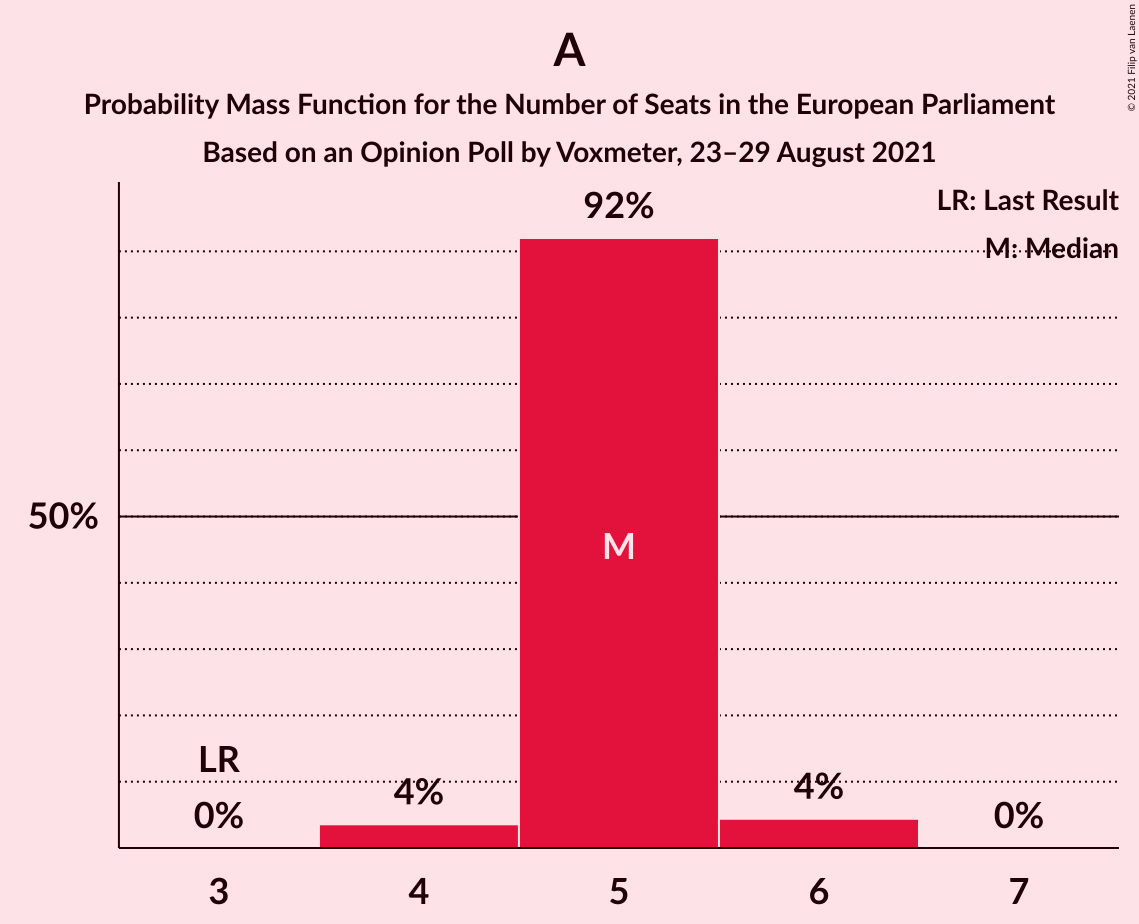 © 2021 Filip van Laenen
A
Probability Mass Function for the Number of Seats in the European Parliament
Based on an Opinion Poll by Voxmeter, 23–29 August 2021
LR: Last Result
M: Median
92%
50%
M
LR
0%
4%
4%
0%
3 4 5 6 7